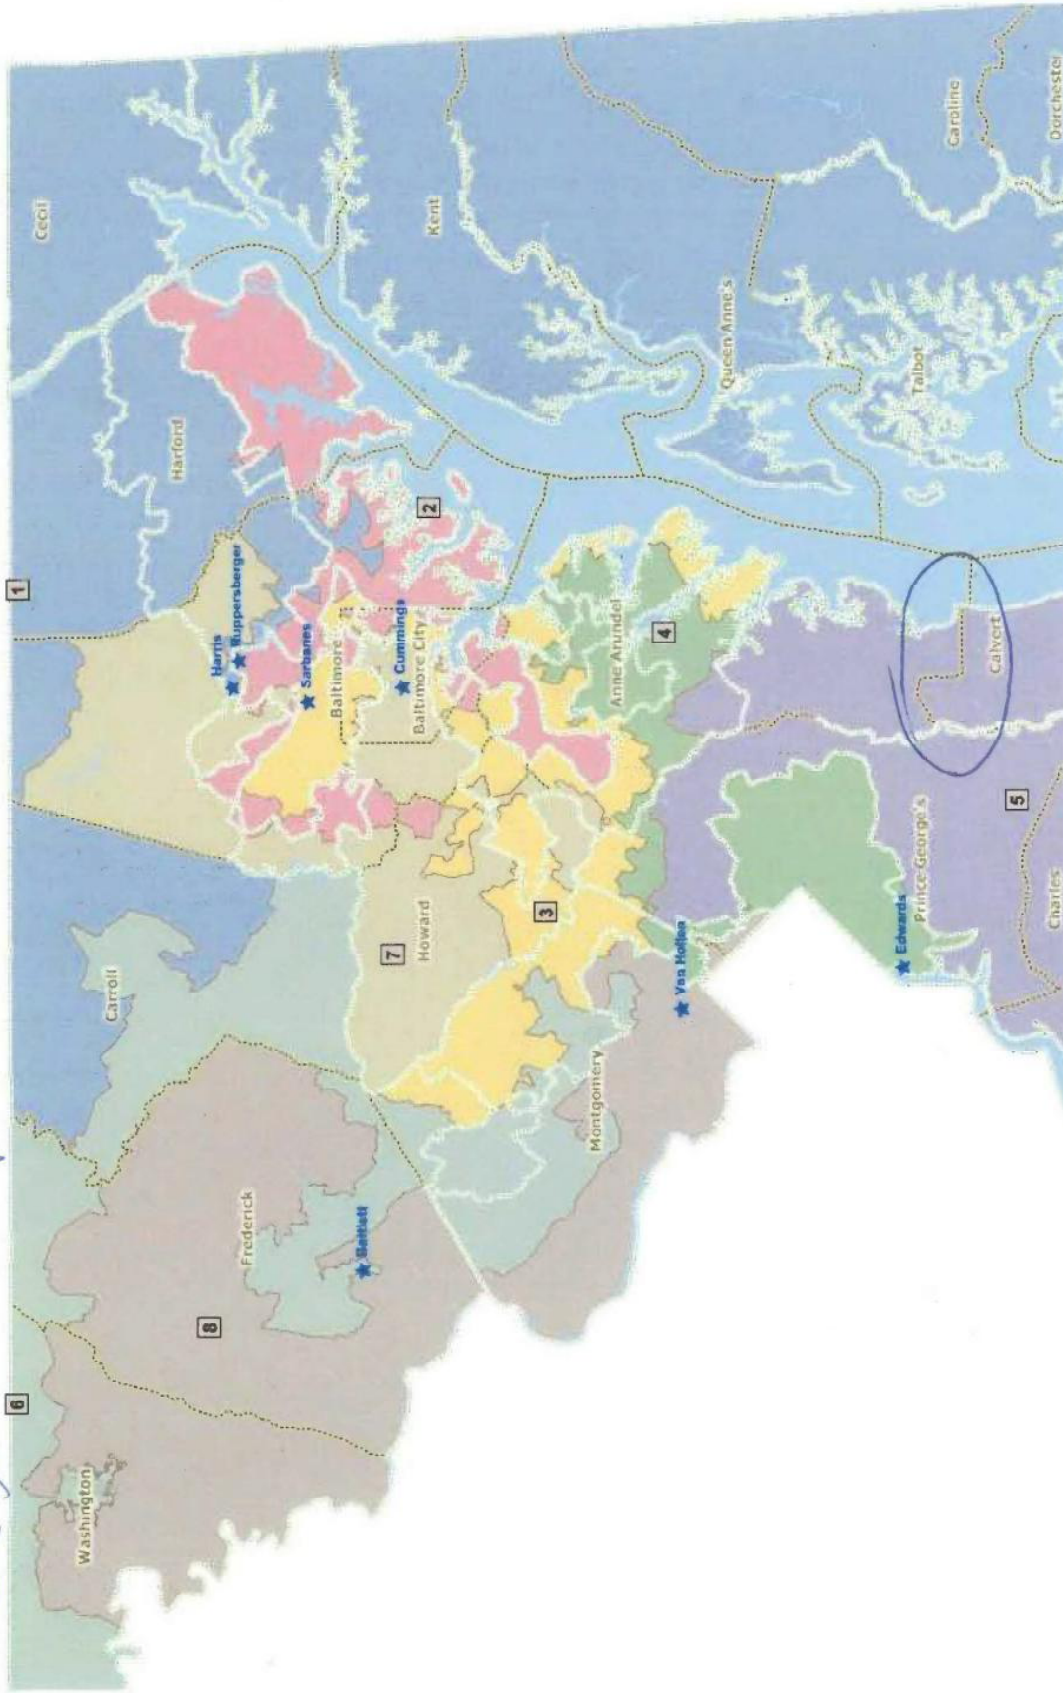 6
1
Cecil
Washington
Carroll
Harford
8
Harris
Ruppersberger
Frederick
Sarbanes
Baltimore
Bartlett
7
Cummings
Baltimore City
Howard
2
Kent
3
Montgomery
Anne Arundel
4
Van Hollen
Queen Anne's
Edwards
Prince George's
Talbot
Caroline
Calvert
5
Charles
Dorchester